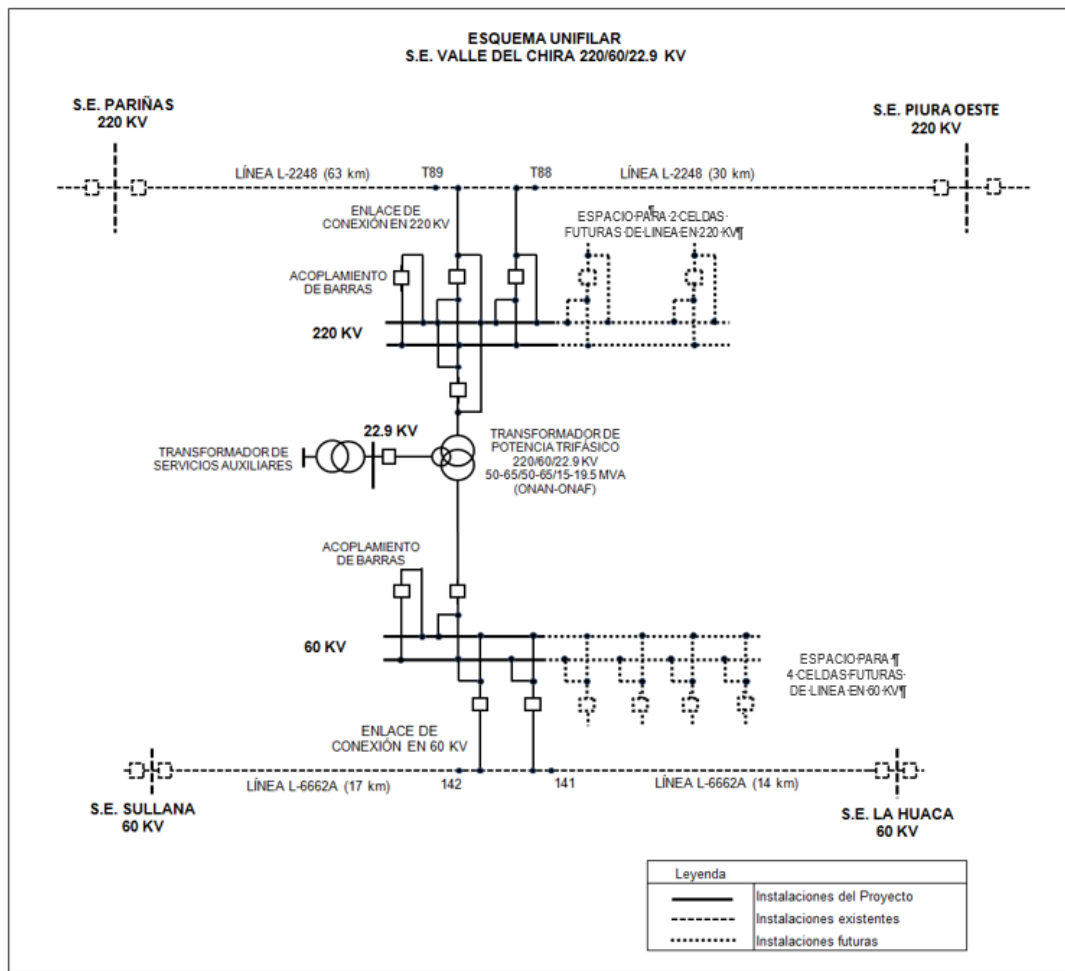 ESQUEMA UNIFILAR
S.E. VALLE DEL CHIRA 220/60/22.9 KV
S.E. PARIÑAS
220 KV
S.E. PIURA OESTE
220 KV
LÍNEA L-2248 (63 km)
T89
T88
LÍNEA L-2248 (30 km)
ENLACE DE
CONEXIÓN EN 220 KV
ESPACIO·PARA·2·CELDAS·¶
FUTURAS·DE·LINEA·EN·220·KV¶
ACOPLAMIENTO
DE BARRAS
220 KV
22.9 KV
TRANSFORMADOR DE
SERVICIOS AUXILIARES
TRANSFORMADOR DE
POTENCIA TRIFÁSICO
220/60/22.9 KV
50-65/50-65/15-19.5 MVA
(ONAN-ONAF)
ACOPLAMIENTO
DE BARRAS
60 KV
ESPACIO·PARA·¶
4·CELDAS·FUTURAS·
DE·LINEA·EN·60·KV¶
ENLACE DE
CONEXIÓN EN 60 KV
LÍNEA L-6662A (17 km)
142
141
LÍNEA L-6662A (14 km)
S.E. SULLANA
60 KV
S.E. LA HUACA
60 KV
Leyenda
Instalaciones del Proyecto
Instalaciones existentes
Instalaciones futuras